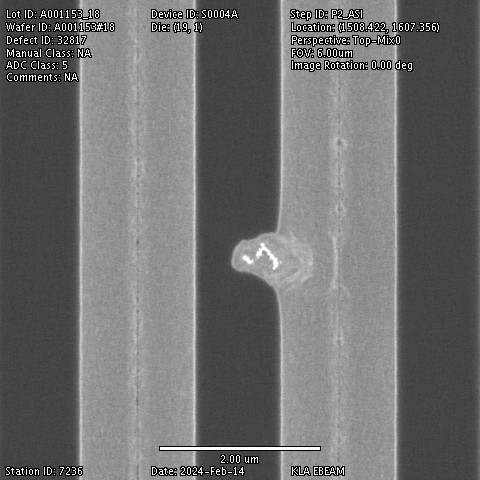 Lot ID: A001153_18
Device ID: S0004A
Step ID: P2_ASI
Wafer ID: A001153#18
Die: (19, 1)
Location: (1508.422, 1607.356)
Defect ID: 32817
Perspective: Top-Mix0
Manual Class: NA
FOV: 6.00um
ADC Class: 5
Image Rotation: 0.00 deg
Comments: NA
2.00 um
Station ID: 7236
Date: 2024-Feb-14
KLA EBEAM